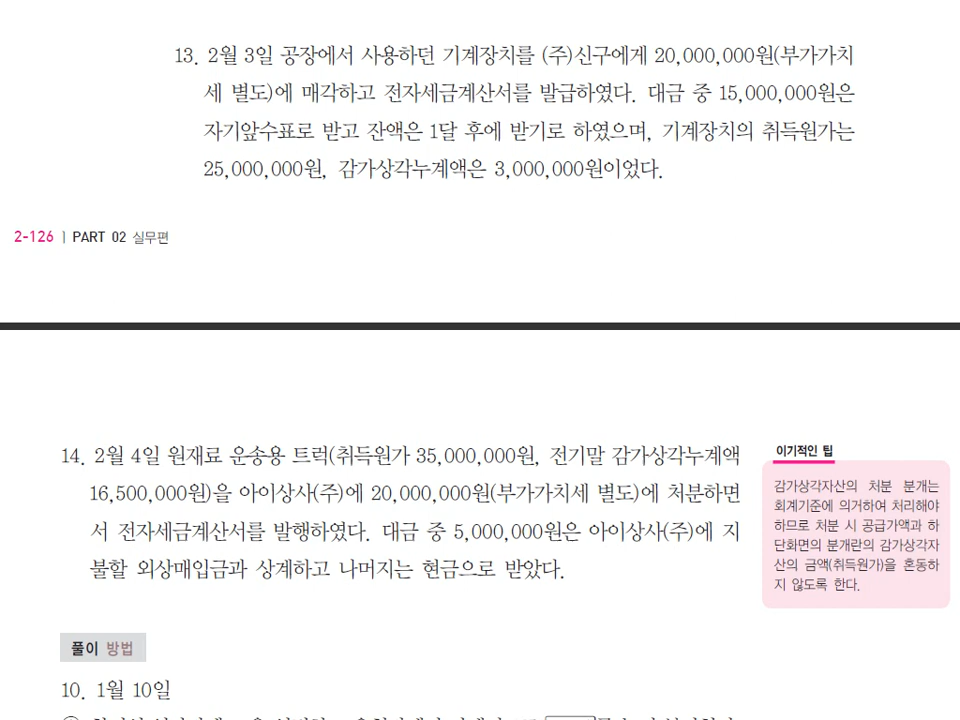 13. 2월 3일 공장에서 사용하던 기계장치를 (주)신구에게 20,000,000원(부가가치
세 별도)에 매각하고 전자세금계산서를 발급하였다. 대금 중 15,000,000원은
자기앞수표로 받고 잔액은 1달 후에 받기로 하였으며, 기계장치의 취득원가는
25,000,000원, 감가상각누계액은 3,000,000원이었다.
2-126 | PART 02 실무편
14. 2월 4일 원재료 운송용 트럭(취득원가 35,000,000원, 전기말 감가상각누계액
16,500,000원)을 아이상사(주)에 20,000,000원(부가가치세 별도)에 처분하면
서 전자세금계산서를 발행하였다. 대금 중 5,000,000원은 아이상사(주)에 지
불할 외상매입금과 상계하고 나머지는 현금으로 받았다.
이기적인 팁
감가상각자산의 처분 분개는
회계기준에 의거하여 처리해야
하므로 처분 시 공급가액과 하
단화면의 분개란의 감가상각자
산의 금액(취득원가)을 혼동하
지 않도록 한다.
풀이 방법
10. 1월 10일